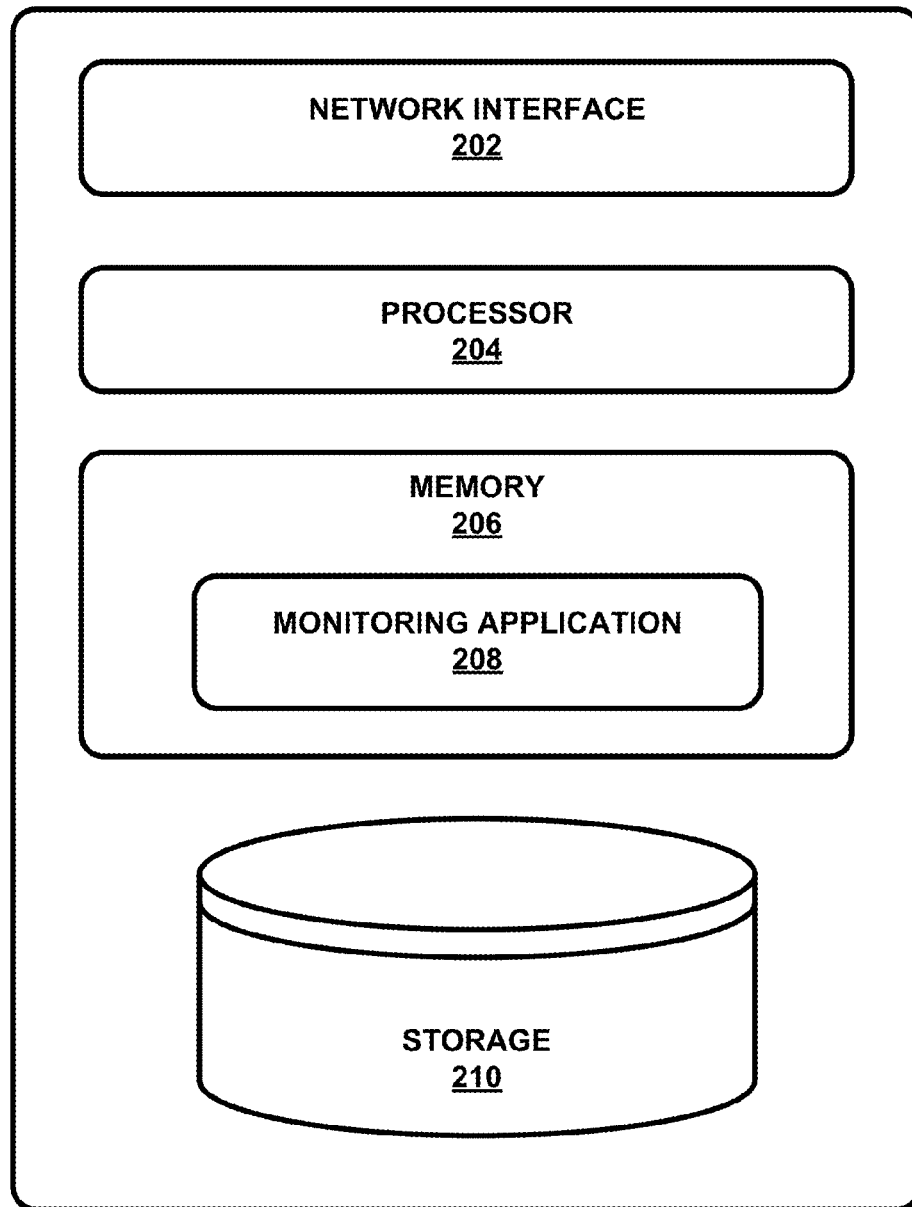 NETWORK INTERFACE
202
PROCESSOR
204
MEMORY
206
MONITORING APPLICATION
208
STORAGE
210